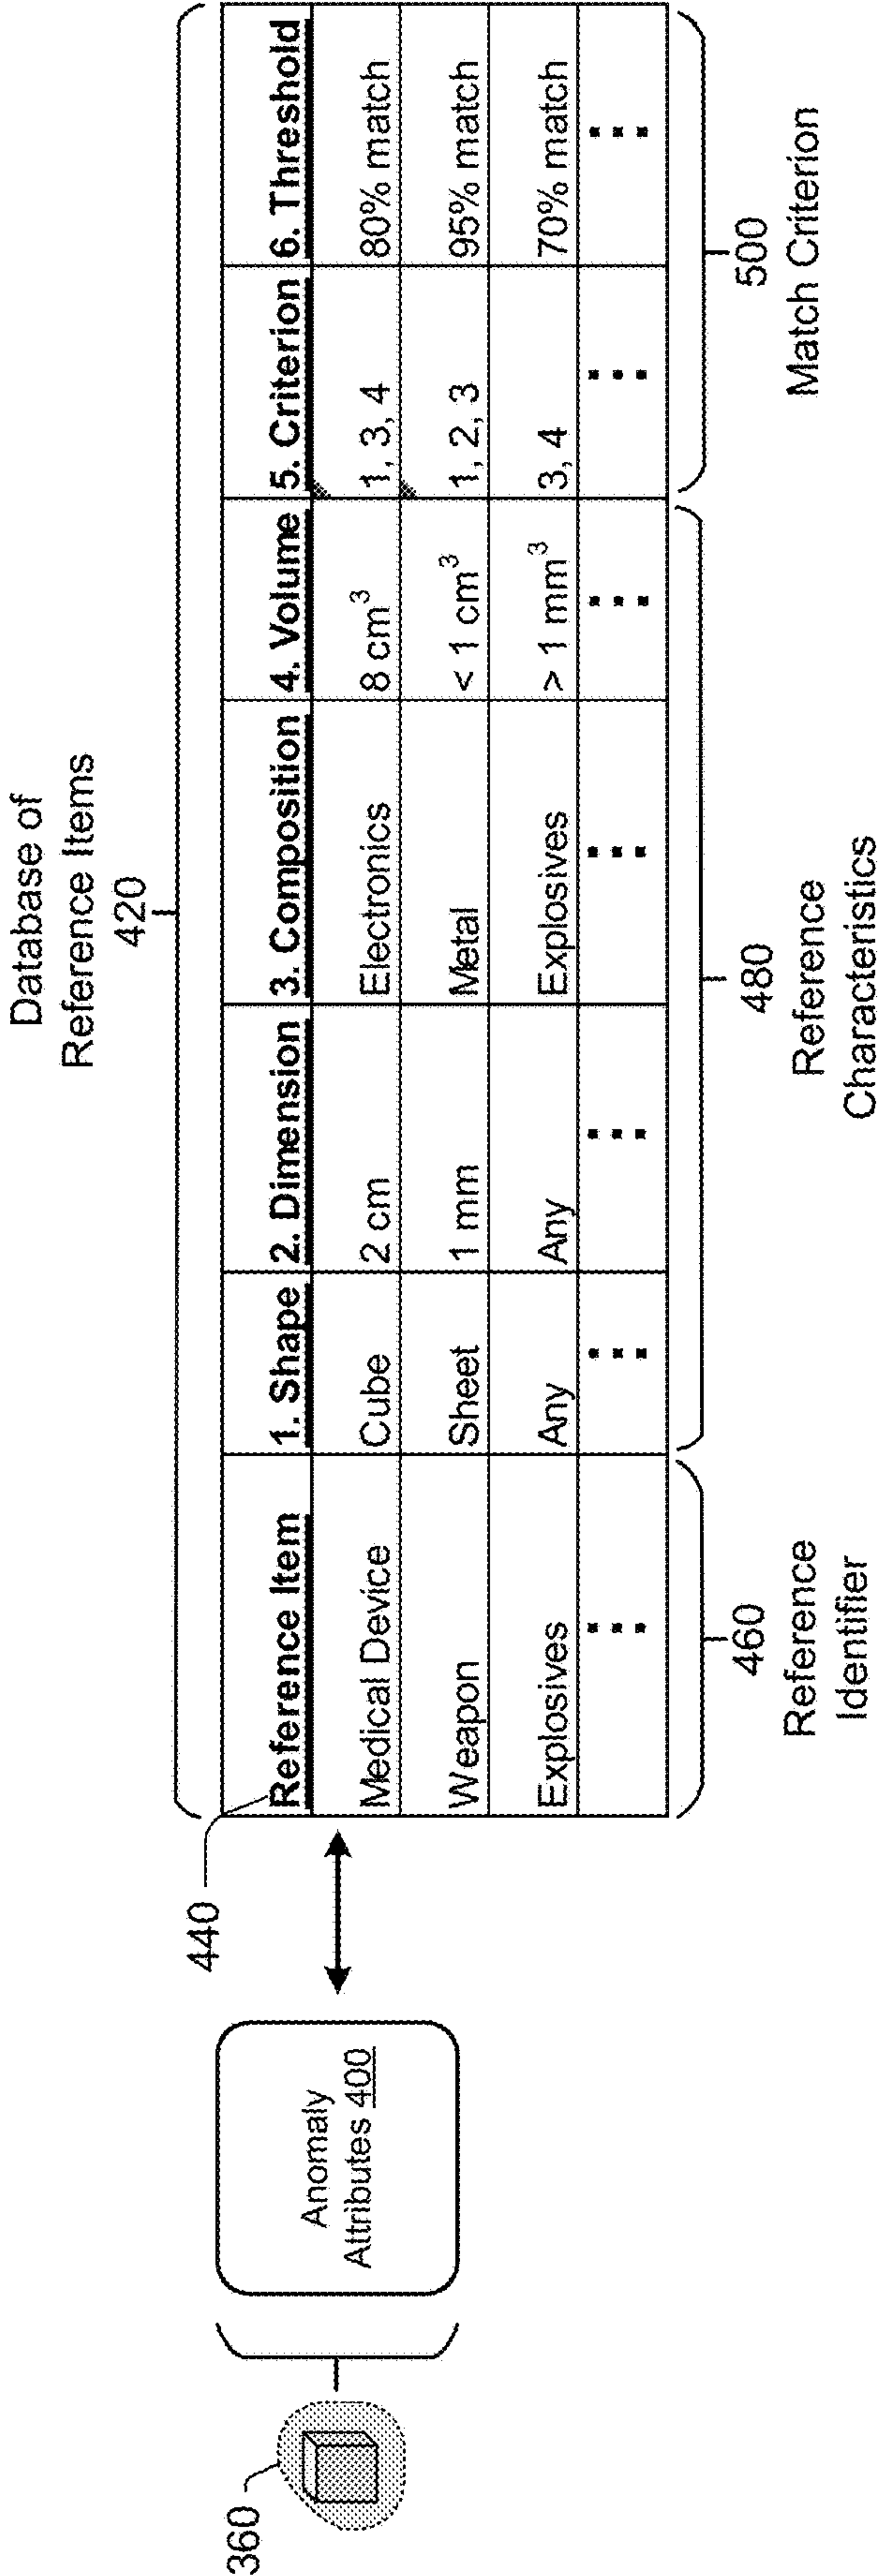 Database of
Reference Items
420
440
Reference Item 1. Shape 2. Dimension 3. Composition 4. Volume 5. Criterion 6. Threshold
Medical Device Cube 2 cm Electronics 8 cm³ 1, 3, 4 80% match
Weapon Sheet 1 mm Metal < 1 cm³ 1, 2, 3 95% match
Explosives Any Any Explosives > 1 mm³ 3, 4 70% match
360
Anomaly
Attributes 400
460
Reference
Identifier
480
Reference
Characteristics
500
Match Criterion